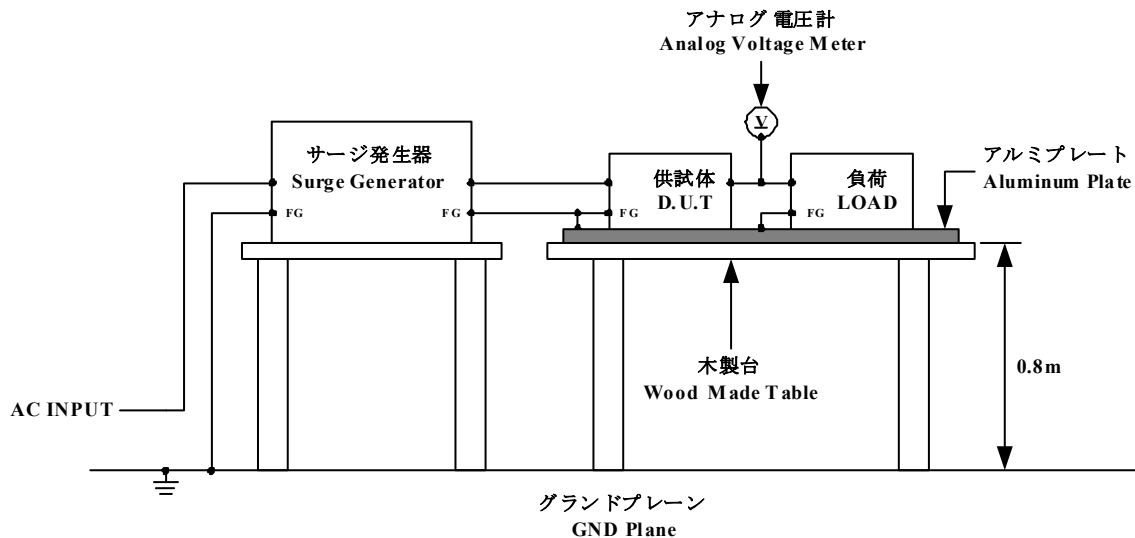 アナログ 電圧計
Analog Voltage Meter
V
サージ発生器
Surge Generator
FG
FG
供試体
D.U.T
FG
負荷
LOAD
FG
アルミプレート
Aluminum Plate
木製台
Wood Made Table
0.8m
AC INPUT
グランドプレーン
GND Plane